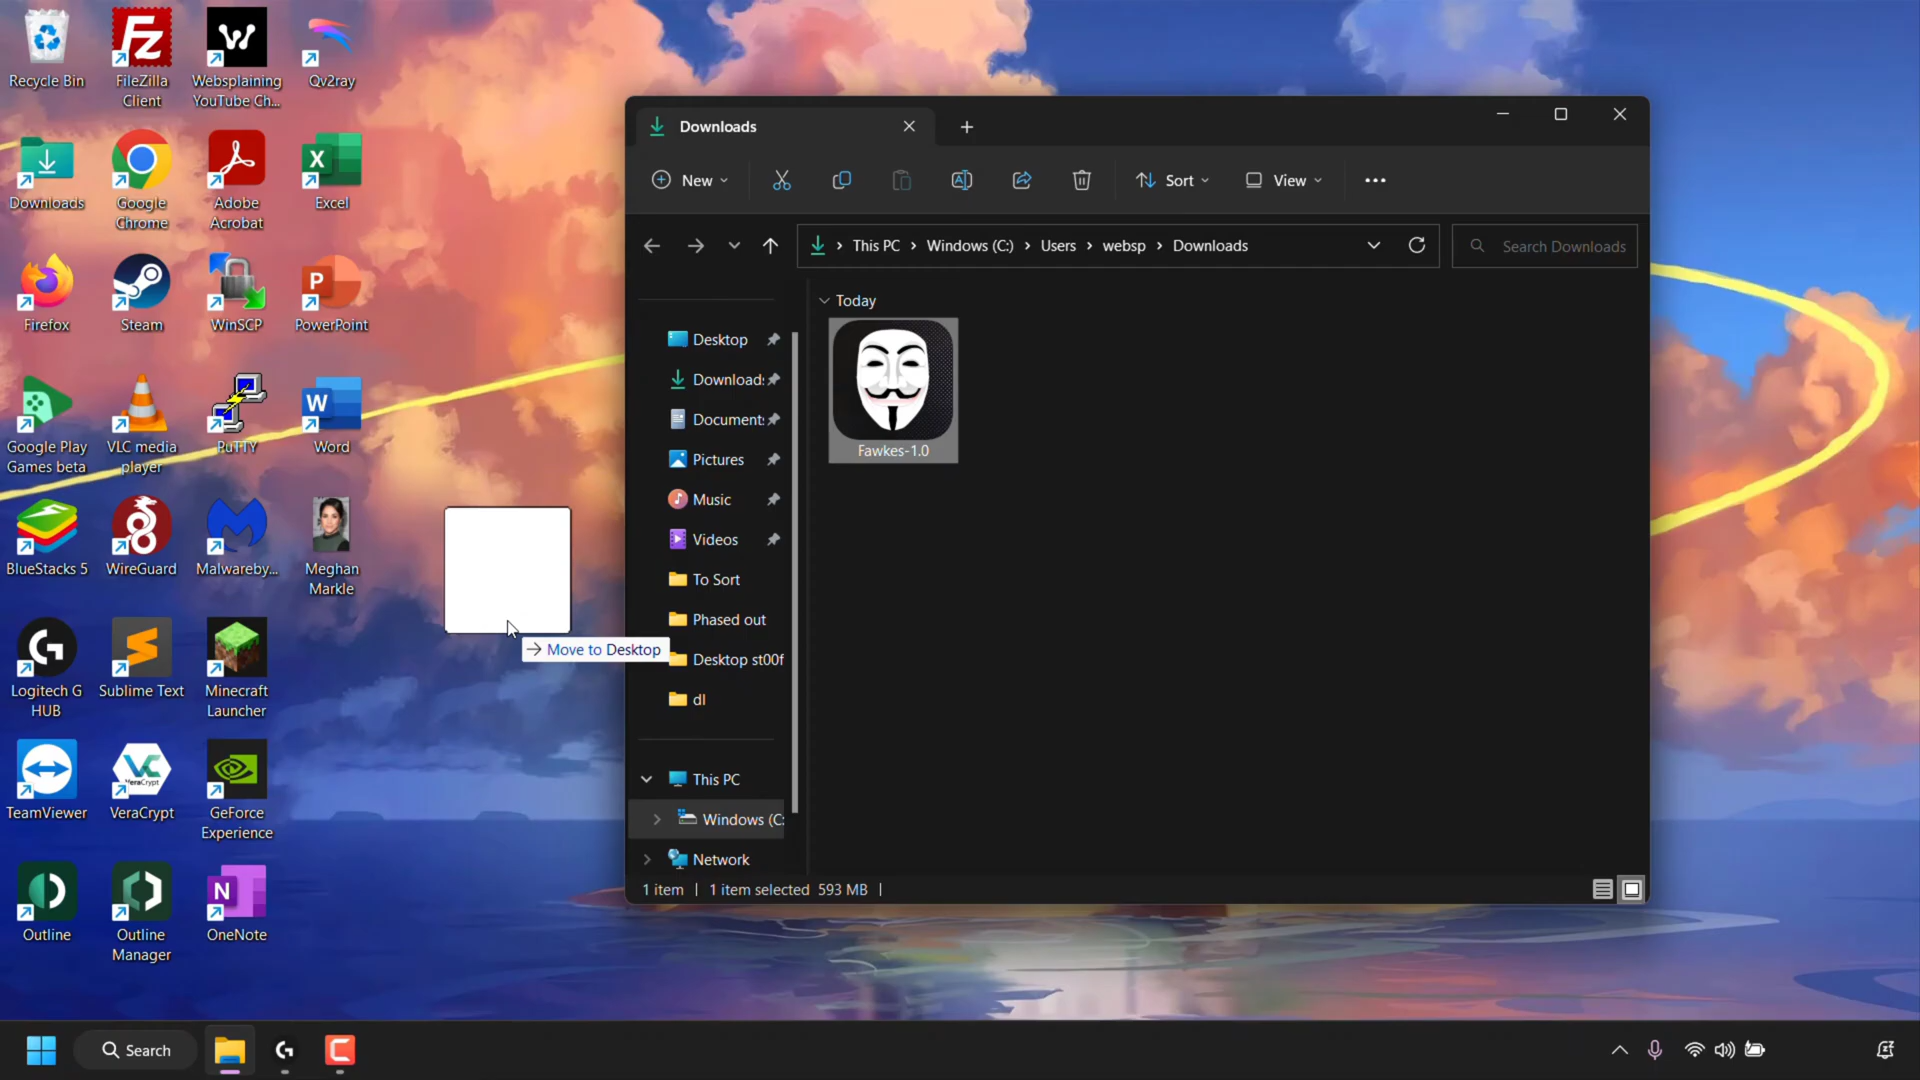 Recycle Bin
FileZilla
Client
Websplaining
YouTube Ch...
Qv2ray
Downloads
Google
Chrome
Adobe
Acrobat
Excel
Firefox
Steam
WinSCP
PowerPoint
Google Play
Games beta
VLC media
player
PuTTY
Word
BlueStacks 5
WireGuard
Malwareby...
Meghan
Markle
Logitech G
HUB
Sublime Text
Minecraft
Launcher
TeamViewer
VeraCrypt
GeForce
Experience
Outline
Outline
Manager
OneNote
Move to Desktop
Downloads
New
Sort
View
This PC
Windows (C:)
Users
websp
Downloads
Search Downloads
Desktop
Downloads
Documents
Pictures
Music
Videos
To Sort
Phased out
Desktop st00f
dl
This PC
Windows (C:
Network
Today
Fawkes-1.0
1 item
1 item selected 593 MB
Search